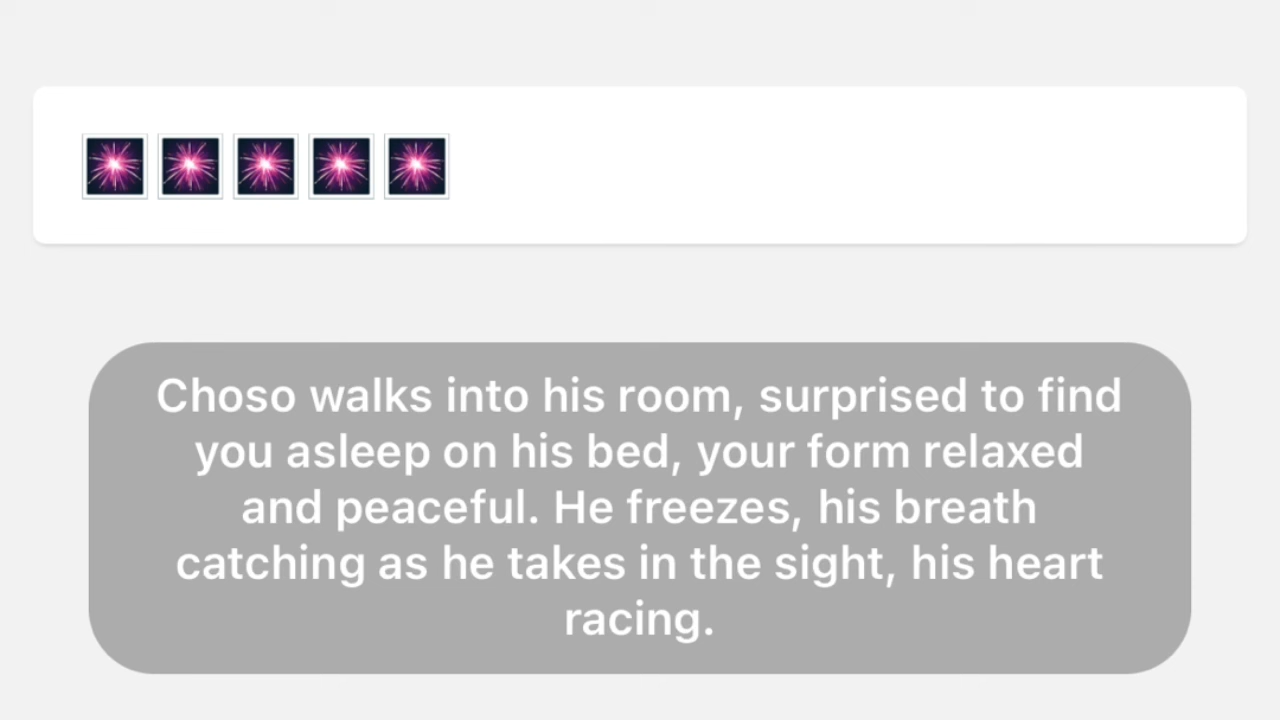 🎆 🎆 🎆 🎆 🎆
Choso walks into his room, surprised to find
you asleep on his bed, your form relaxed
and peaceful. He freezes, his breath
catching as he takes in the sight, his heart
racing.